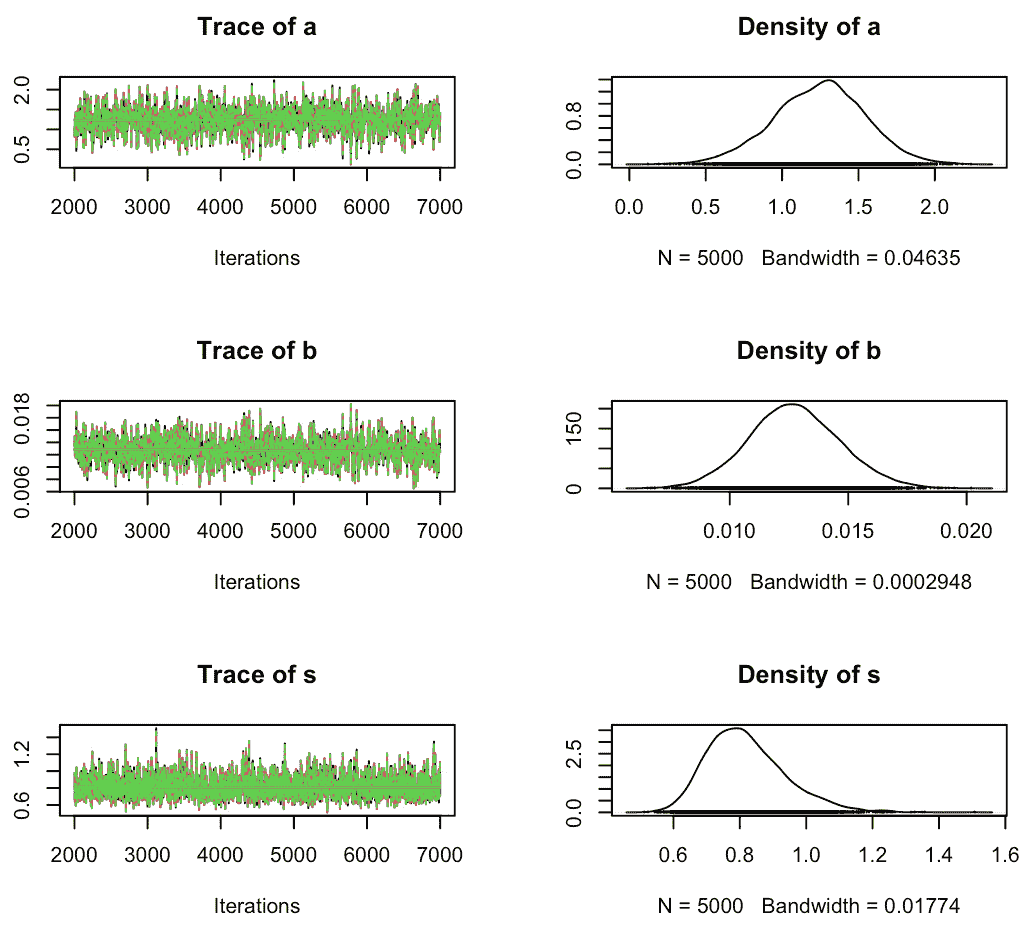 Trace of a
2.0
0.5
2000 3000 4000 5000 6000 7000
Iterations
Density of a
0.8
0.0
0.0 0.5 1.0 1.5 2.0
N = 5000 Bandwidth = 0.04635
Trace of b
0.018
0.006
2000 3000 4000 5000 6000 7000
Iterations
Density of b
150
0
0.010 0.015 0.020
N = 5000 Bandwidth = 0.0002948
Trace of s
1.2
0.6
2000 3000 4000 5000 6000 7000
Iterations
Density of s
2.5
0.0
0.6 0.8 1.0 1.2 1.4 1.6
N = 5000 Bandwidth = 0.01774